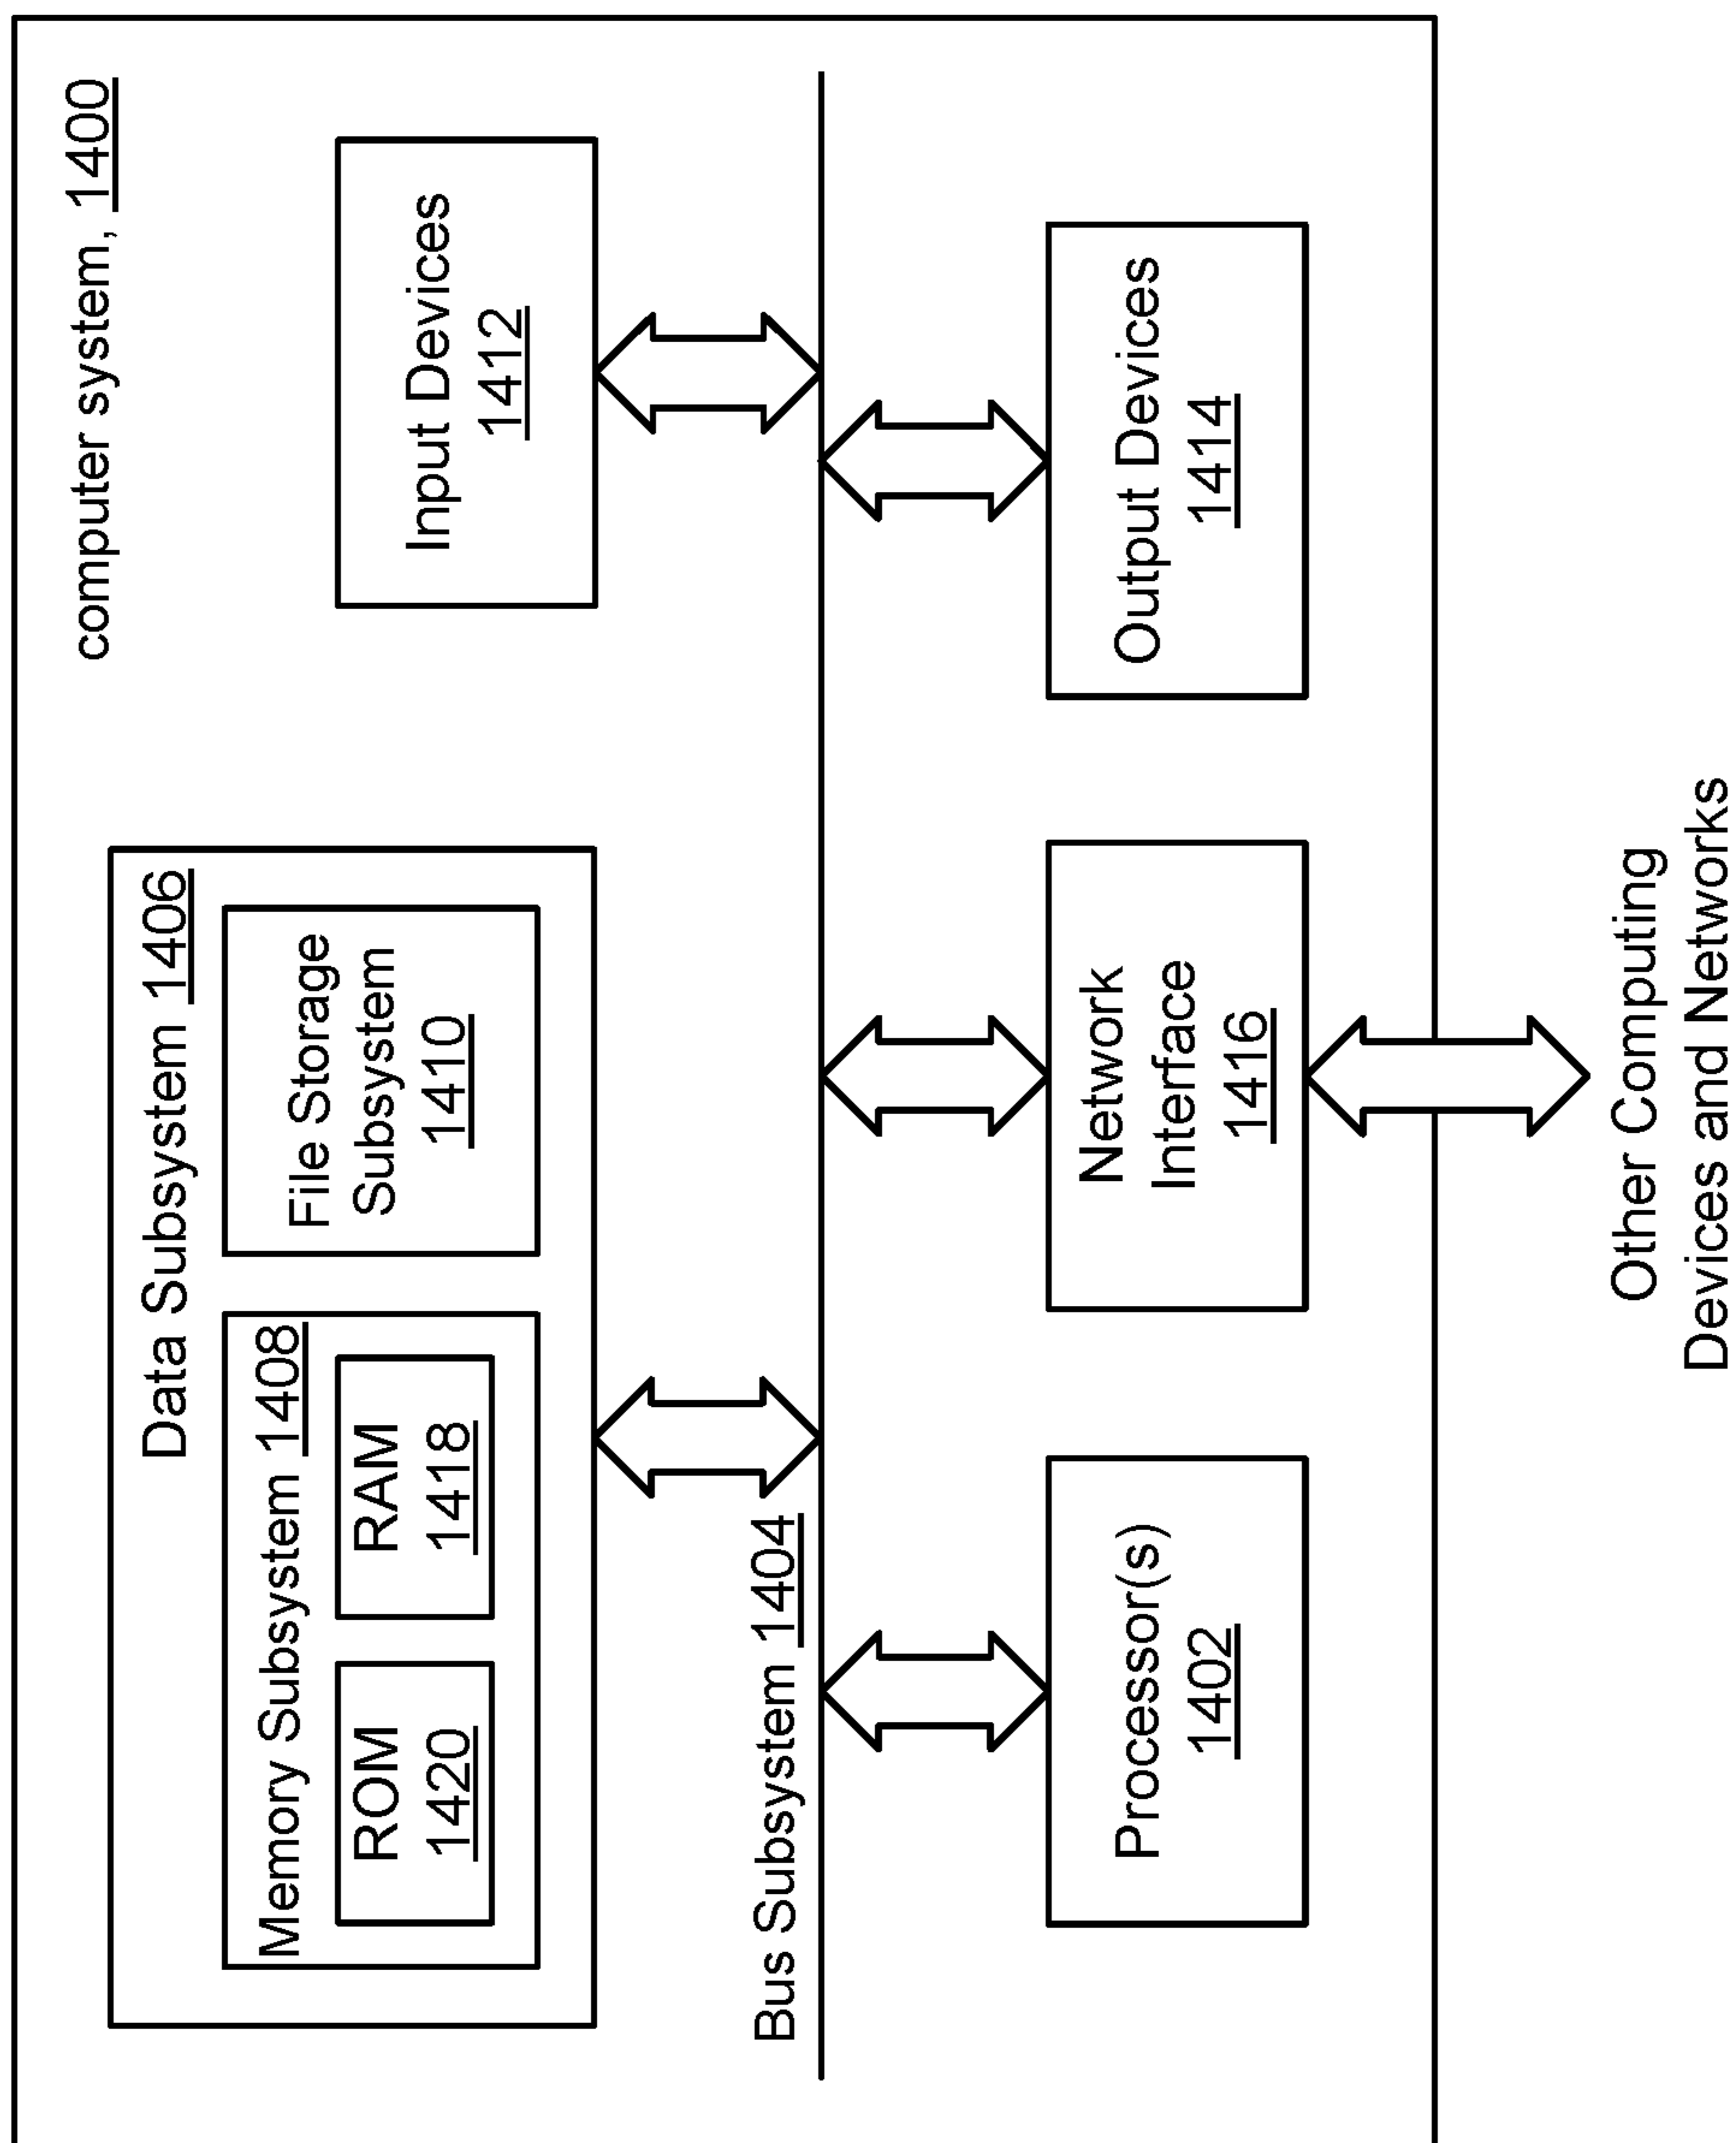 computer system, 1400
Data Subsystem 1406
Memory Subsystem 1408
ROM
1420
RAM
1418
File Storage
Subsystem
1410
Input Devices
1412
Bus Subsystem 1404
Processor(s)
1402
Network
Interface
1416
Output Devices
1414
Other Computing
Devices and Networks